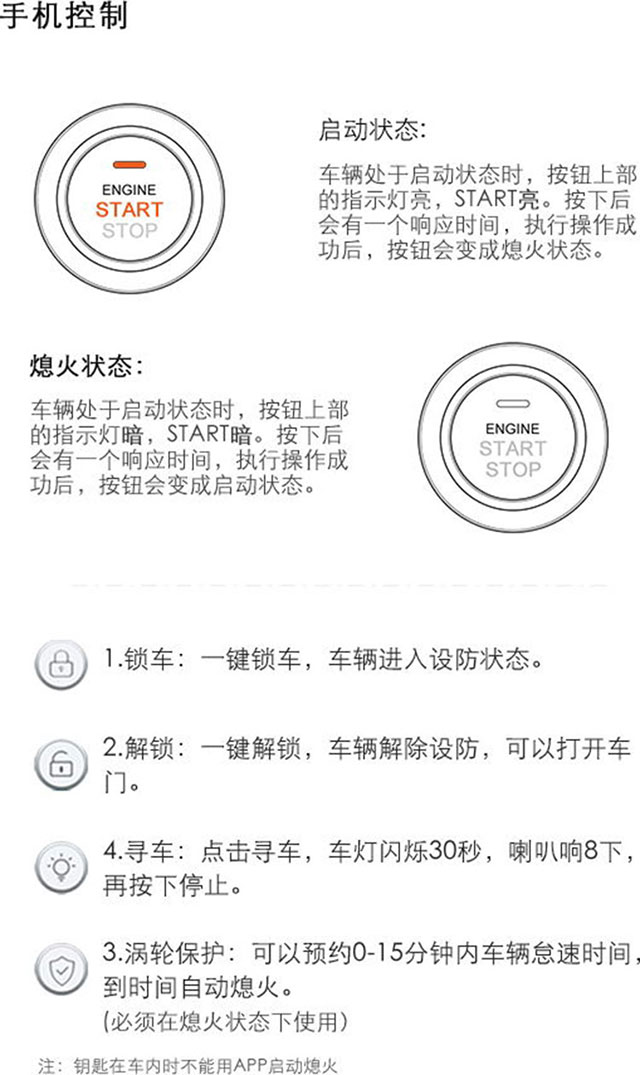 手机控制
ENGINE
START
STOP
启动状态:
车辆处于启动状态时，按钮上部
的指示灯亮，START亮。按下后
会有一个响应时间，执行操作成
功后，按钮会变成熄火状态。
熄火状态:
车辆处于启动状态时，按钮上部
的指示灯暗，START暗。按下后
会有一个响应时间，执行操作成
功后，按钮会变成启动状态。
ENGINE
START
STOP
1.锁车：一键锁车，车辆进入设防状态。
2.解锁：一键解锁，车辆解除设防，可以打开车
门。
4.寻车：点击寻车，车灯闪烁30秒，喇叭响8下，
再按下停止。
3.涡轮保护：可以预约0-15分钟内车辆怠速时间，
到时间自动熄火。
(必须在熄火状态下使用)
注：钥匙在车内时不能用APP启动熄火